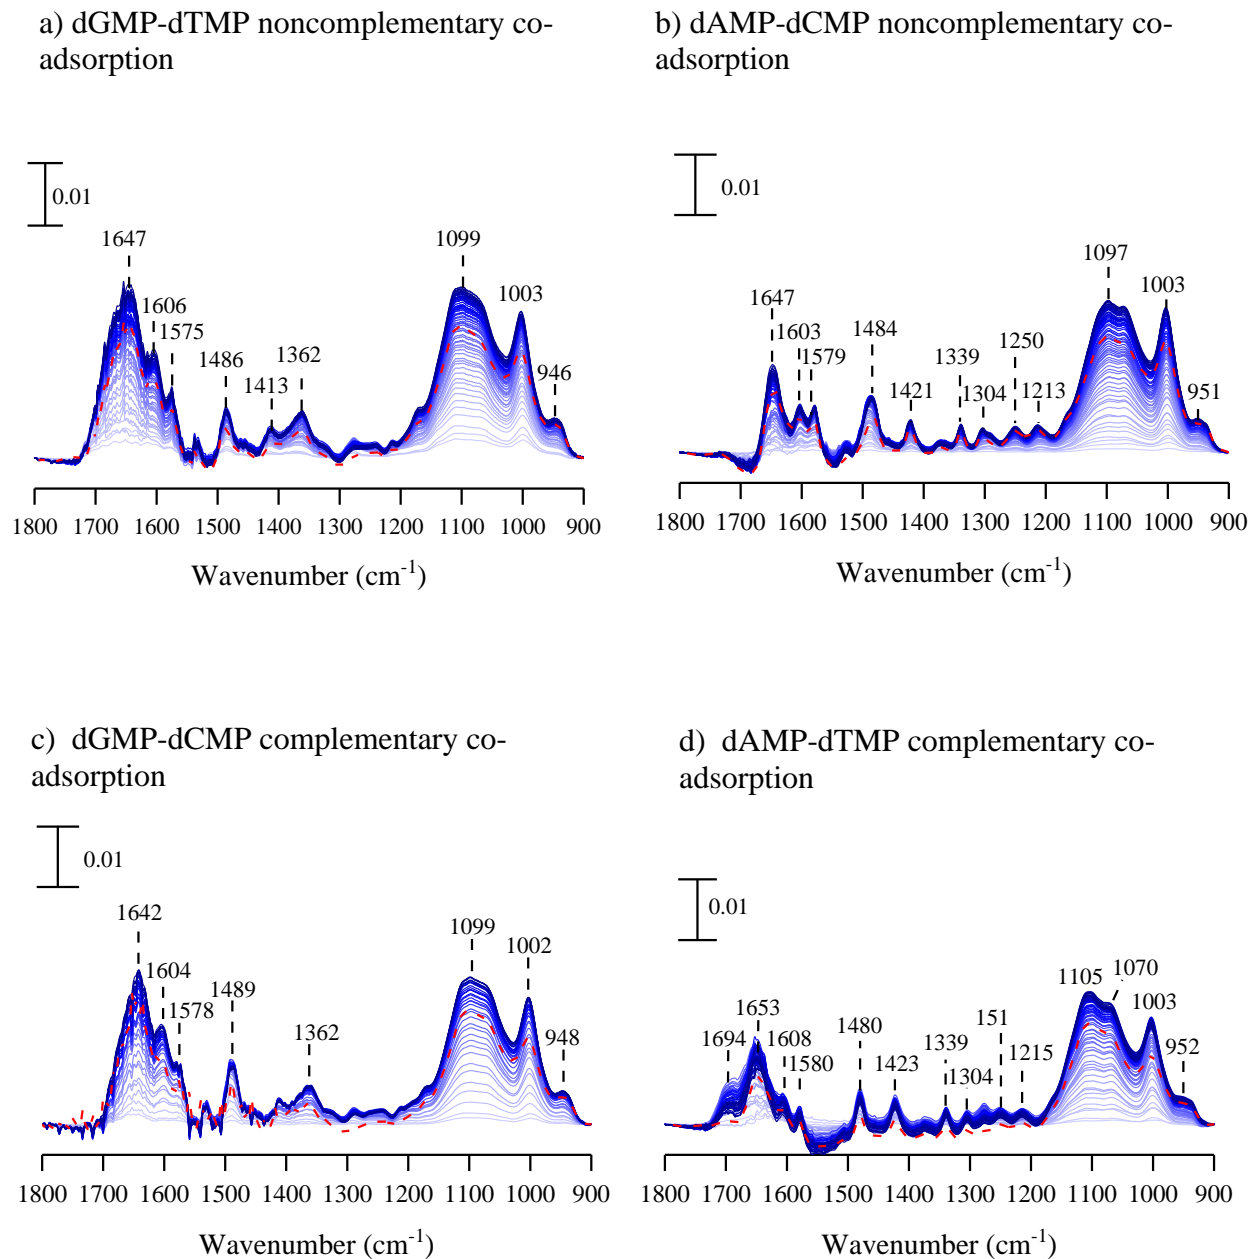 a) dGMP-dTMP noncomplementary co-
adsorption
0.01
1647
1606
1575
1486
1413
1362
1099
1003
946
1800 1700 1600 1500 1400 1300 1200 1100 1000 900
Wavenumber (cm-1)
b) dAMP-dCMP noncomplementary co-
adsorption
0.01
1647
1603
1579
1484
1421
1339
1304
1250
1213
1097
1003
951
1800 1700 1600 1500 1400 1300 1200 1100 1000 900
Wavenumber (cm-1)
c) dGMP-dCMP complementary co-
adsorption
0.01
1642
1604
1578
1489
1362
1099
1002
948
1800 1700 1600 1500 1400 1300 1200 1100 1000 900
Wavenumber (cm-1)
d) dAMP-dTMP complementary co-
adsorption
0.01
1694
1653
1608
1580
1480
1423
1339
1304
151
1215
1105
1070
1003
952
1800 1700 1600 1500 1400 1300 1200 1100 1000 900
Wavenumber (cm-1)